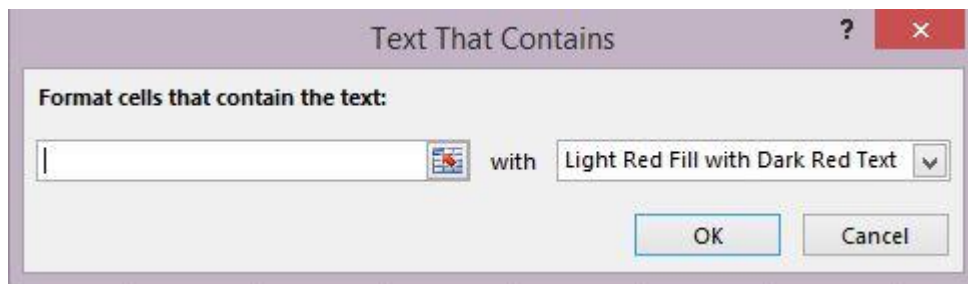 Text That Contains
?
Format cells that contain the text:
with Light Red Fill with Dark Red Text
OK Cancel